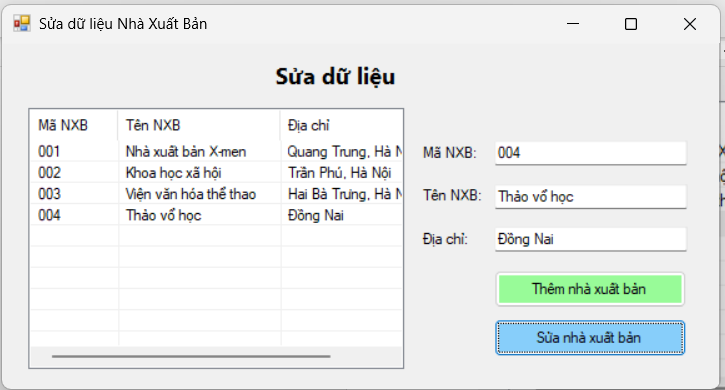 Sửa dữ liệu Nhà Xuất Bản
Sửa dữ liệu
Mã NXB Tên NXB Địa chỉ
001 Nhà xuất bản X-men Quang Trung, Hà N
002 Khoa học xã hội Trần Phú, Hà Nội
003 Viện văn hóa thể thao Hai Bà Trưng, Hà N
004 Thảo vổ học Đồng Nai
Mã NXB: 004
Tên NXB: Thảo vổ học
Địa chỉ: Đồng Nai
Thêm nhà xuất bản
Sửa nhà xuất bản